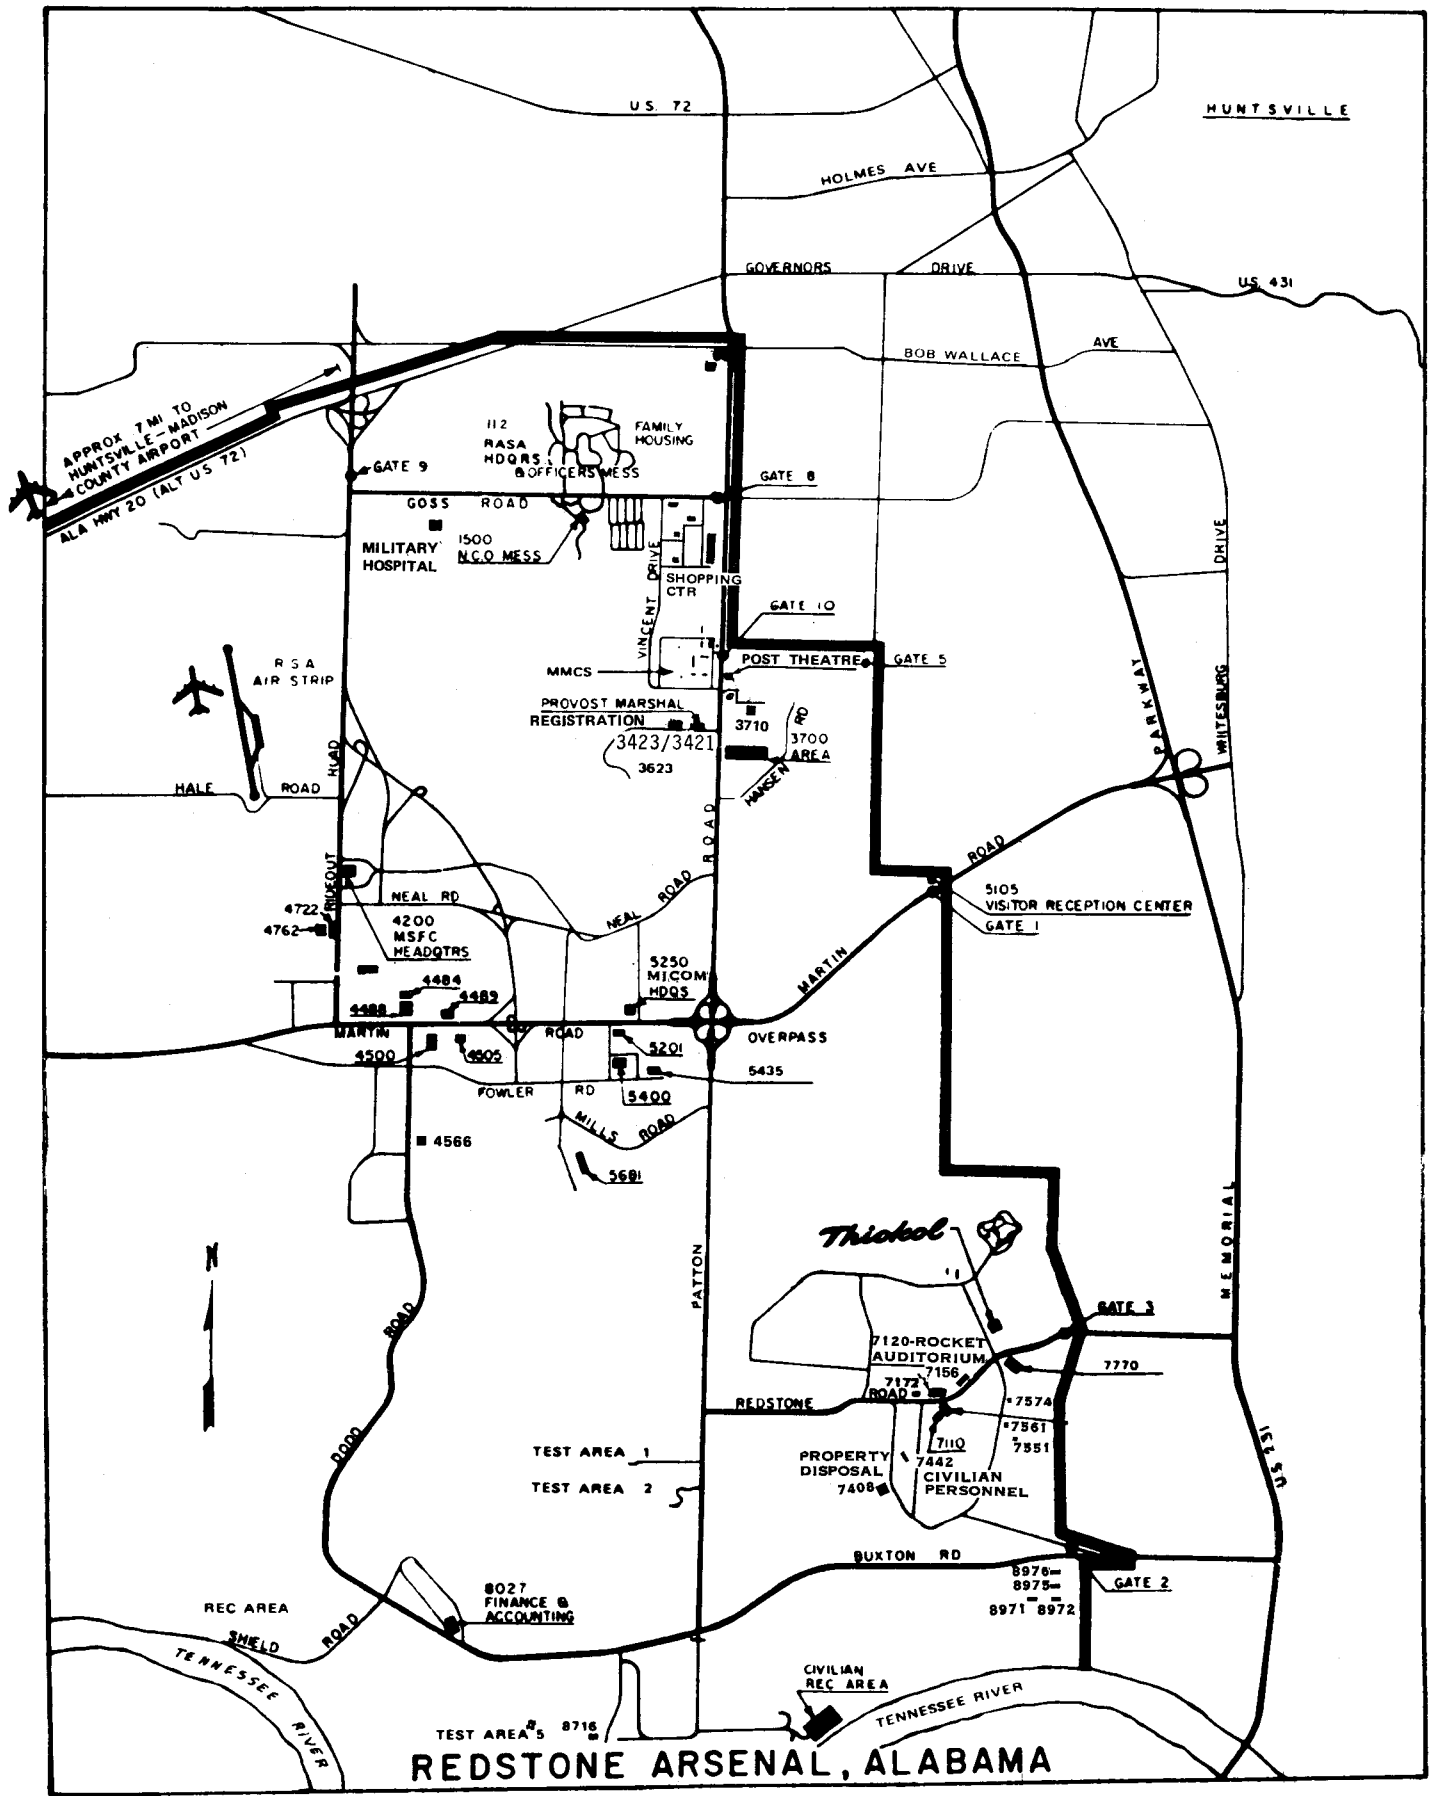 U.S. 72
HUNTSVILLE
HOLMES AVE
GOVERNORS DRIVE
U.S. 431
BOB WALLACE AVE
APPROX 7 MI TO
HUNTSVILLE-MADISON
COUNTY AIRPORT
ALA HWY 20 (ALT US 72)
112
RASA
HDQRS.
& OFFICERS MESS
FAMILY
HOUSING
GATE 9
GATE 8
GOSS ROAD
MILITARY
HOSPITAL
1500
N.C.O MESS
VINCENT DRIVE
SHOPPING
CTR
DRIVE
GATE 10
RSA
AIR STRIP
MMCS
POST THEATRE
GATE 5
PROVOST MARSHAL
REGISTRATION
3423/3421
3623
3710
3700
AREA
HANSEN RD
PARKWAY
WHITESBURG
HALE ROAD
ROAD
RIDEOUT
ROAD
NEAL RD
NEAL ROAD
4722
4762
4200
MSFC
HEADQTRS
ROAD
5105
VISITOR RECEPTION CENTER
GATE 1
MARTIN
5250
MICOM
HDQS
4484
4488
4489
MARTIN ROAD
OVERPASS
4500
4505
5201
5435
5400
FOWLER RD
MILLS ROAD
4566
5681
N
Thiokol
11
PATTON
MEMORIAL
ROAD
GATE 3
7120-ROCKET
AUDITORIUM
7156
7172
7770
REDSTONE ROAD
7574
7561
7551
7110
DODD
TEST AREA 1
TEST AREA 2
PROPERTY
DISPOSAL
7408
7442
CIVILIAN
PERSONNEL
US 231
BUXTON RD
8976
8975
8971 8972
GATE 2
8027
FINANCE &
ACCOUNTING
REC AREA
SHIELD ROAD
TENNESSEE RIVER
CIVILIAN
REC AREA
TENNESSEE RIVER
TEST AREA 5
8716
REDSTONE ARSENAL, ALABAMA